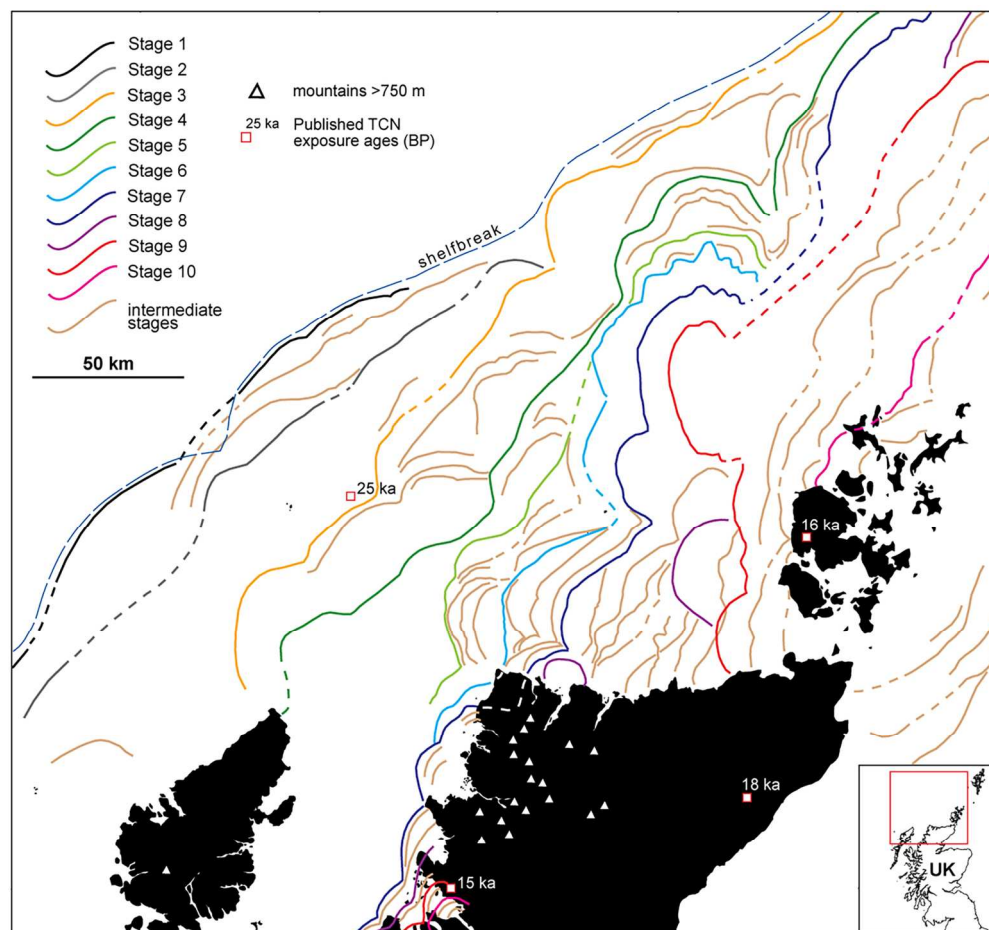 Stage 1
Stage 2
Stage 3
Stage 4
Stage 5
Stage 6
Stage 7
Stage 8
Stage 9
Stage 10
intermediate
stages
50 km
mountains >750 m
25 ka
Published TCN
exposure ages (BP)
shelfbreak
25 ka
16 ka
18 ka
15 ka
UK